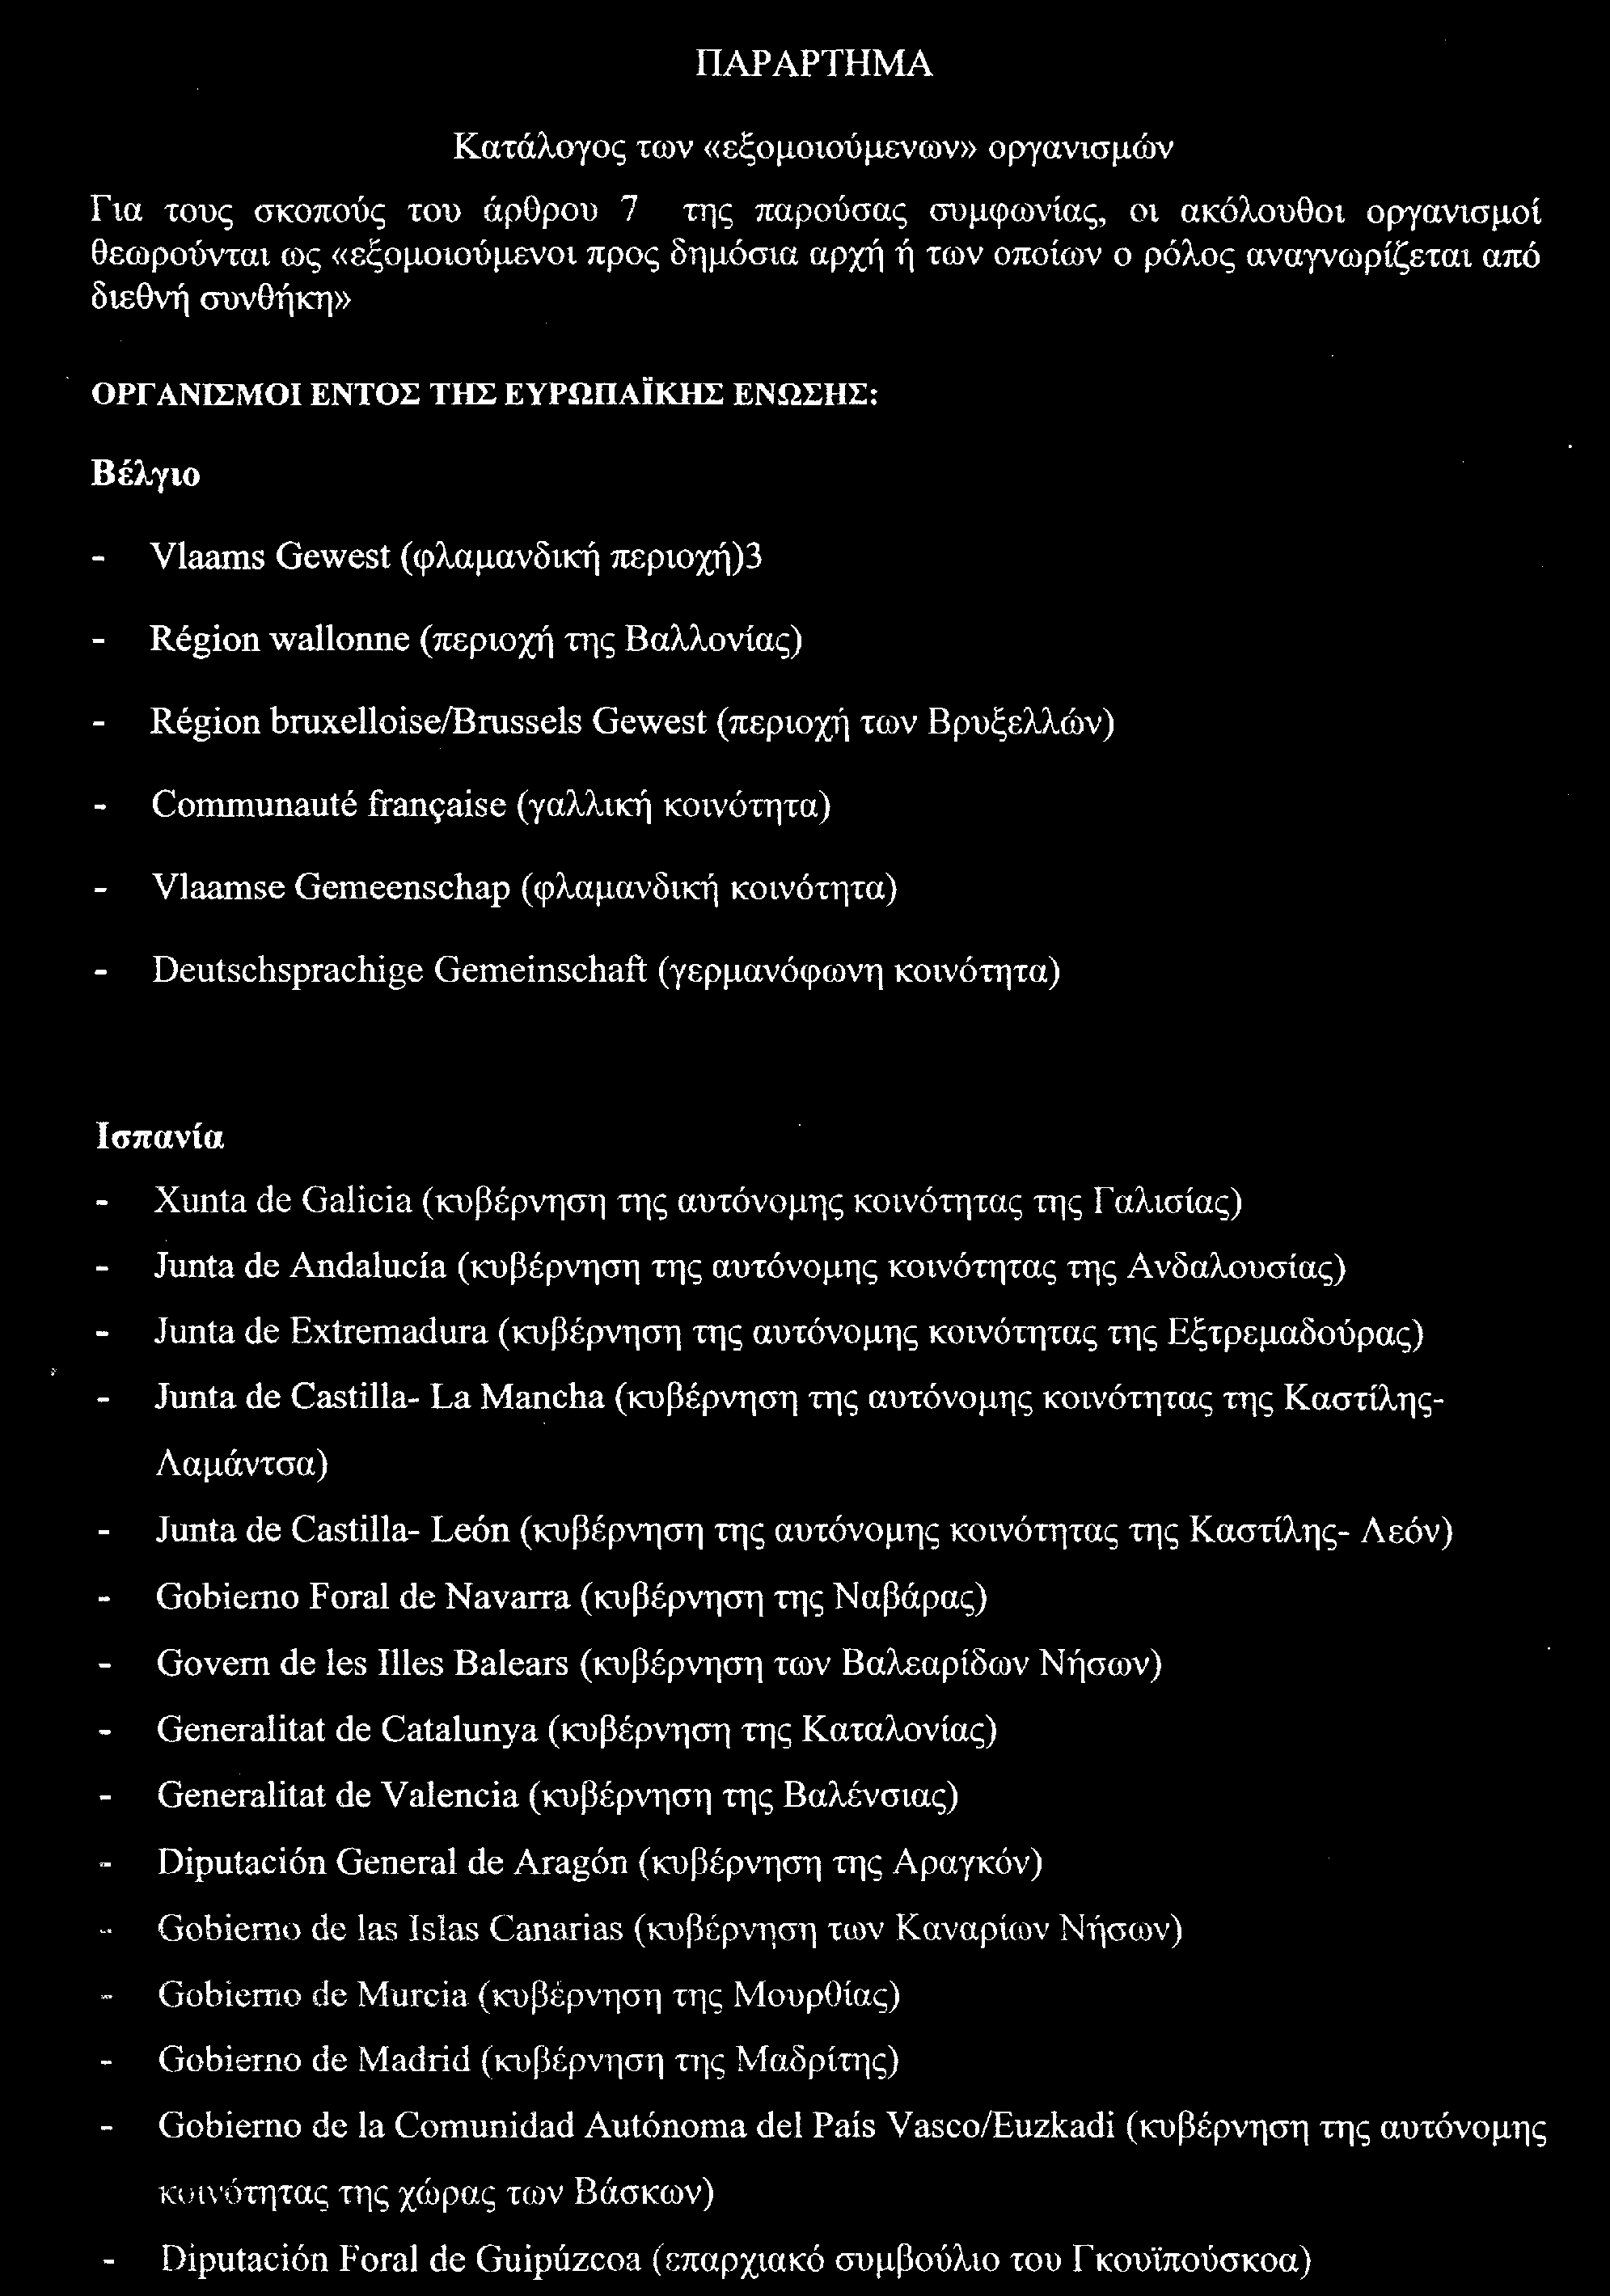 ΠΑΡΑΡΤΗΜΑ
Κατάλογος των «εξομοιούμενων» οργανισμών
Για τους σκοπούς του άρθρου 7 της παρούσας συμφωνίας, οι ακόλουθοι οργανισμοί
θεωρούνται ως «εξομοιούμενοι προς δημόσια αρχή ή των οποίων ο ρόλος αναγνωρίζεται από
διεθνή συνθήκη»
ΟΡΓΑΝΙΣΜΟΙ ΕΝΤΟΣ ΤΗΣ ΕΥΡΩΠΑΪΚΗΣ ΕΝΩΣΗΣ:
Βέλγιο
- Vlaams Gewest (φλαμανδική περιοχή)3
- Région wallonne (περιοχή της Βαλλονίας)
- Région bruxelloise/Brussels Gewest (περιοχή των Βρυξελλών)
- Communauté française (γαλλική κοινότητα)
- Vlaamse Gemeenschap (φλαμανδική κοινότητα)
- Deutschsprachige Gemeinschaft (γερμανόφωνη κοινότητα)
Ισπανία
- Xunta de Galicia (κυβέρνηση της αυτόνομης κοινότητας της Γαλισίας)
- Junta de Andalucía (κυβέρνηση της αυτόνομης κοινότητας της Ανδαλουσίας)
- Junta de Extremadura (κυβέρνηση της αυτόνομης κοινότητας της Εξτρεμαδούρας)
- Junta de Castilla- La Mancha (κυβέρνηση της αυτόνομης κοινότητας της Καστίλης-
Λαμάντσα)
- Junta de Castilla- León (κυβέρνηση της αυτόνομης κοινότητας της Καστίλης- Λεόν)
- Gobierno Foral de Navarra (κυβέρνηση της Ναβάρας)
- Govern de les Illes Balears (κυβέρνηση των Βαλεαρίδων Νήσων)
- Generalitat de Catalunya (κυβέρνηση της Καταλονίας)
- Generalitat de Valencia (κυβέρνηση της Βαλένσιας)
- Diputación General de Aragón (κυβέρνηση της Αραγκόν)
- Gobierno de las Islas Canarias (κυβέρνηση των Καναρίων Νήσων)
- Gobierno de Murcia (κυβέρνηση της Μουρθίας)
- Gobierno de Madrid (κυβέρνηση της Μαδρίτης)
- Gobierno de la Comunidad Autónoma del País Vasco/Euzkadi (κυβέρνηση της αυτόνομης
κοινότητας της χώρας των Βάσκων)
- Diputación Foral de Guipúzcoa (επαρχιακό συμβούλιο του Γκουϊπούσκοα)